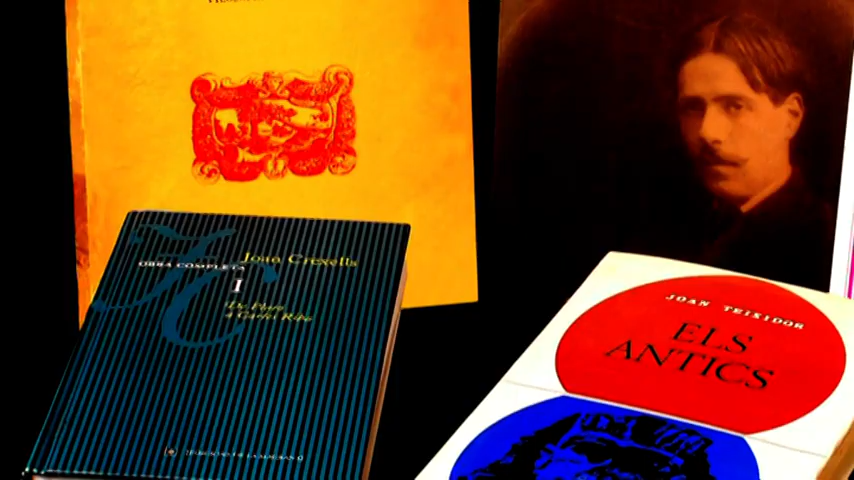 Joan Crexells
OBRA COMPLETA
I
De Plató
a Carles Riba
JOAN TEIXIDOR
ELS
ANTICS